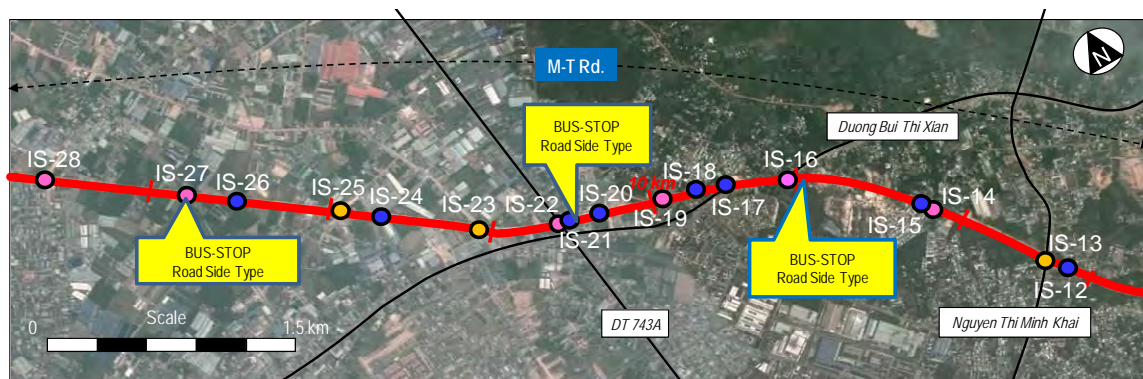 M-T Rd.
N
BUS-STOP
Road Side Type
Duong Bui Thi Xian
IS-28
IS-27
IS-26
IS-25
IS-24
IS-23
IS-22
IS-21
IS-20
10 km
IS-19
IS-18
IS-17
IS-16
IS-15
IS-14
IS-13
IS-12
BUS-STOP
Road Side Type
BUS-STOP
Road Side Type
Scale
0
1.5 km
DT 743A
Nguyen Thi Minh Khai